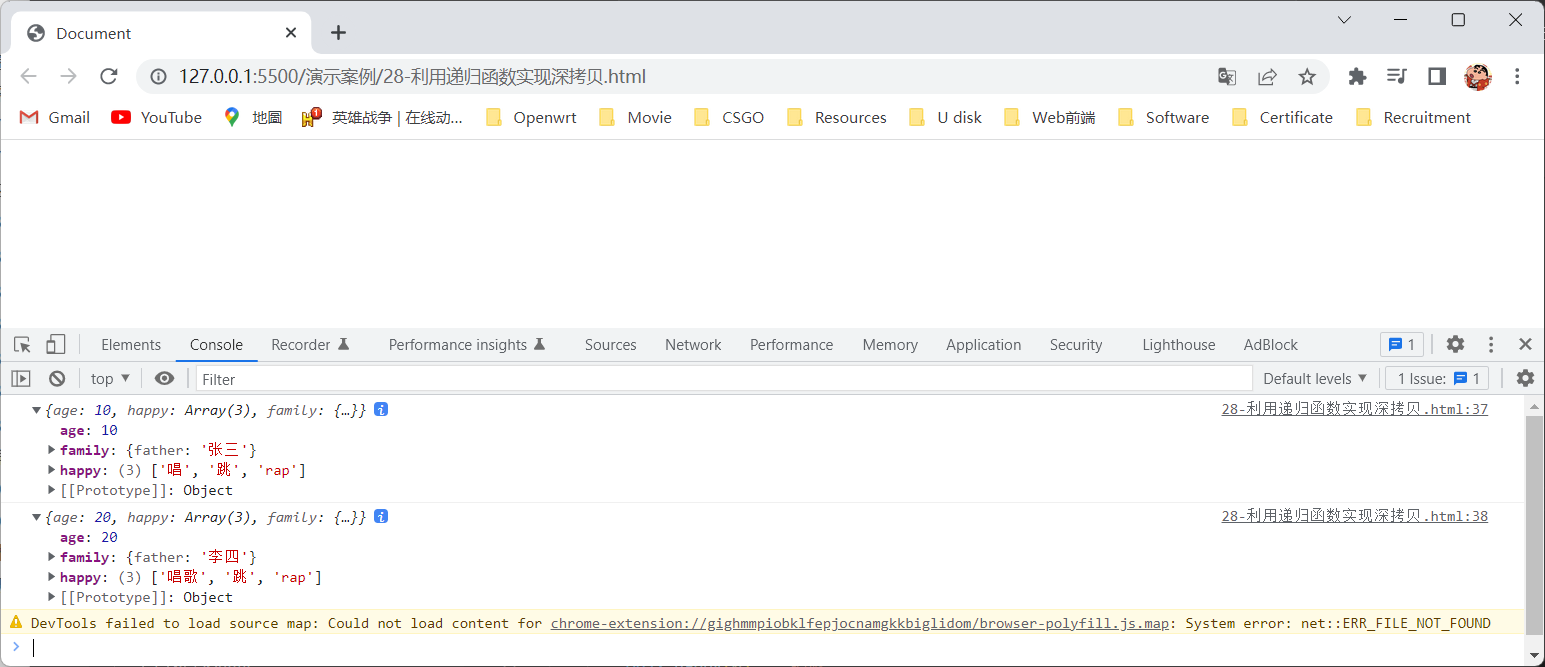 Document
127.0.0.1:5500/演示案例/28-利用递归函数实现深拷贝.html
Gmail YouTube 地圖 英雄战争 | 在线动... Openwrt Movie CSGO Resources U disk Web前端 Software Certificate Recruitment
Elements Console Recorder Performance insights Sources Network Performance Memory Application Security Lighthouse AdBlock 1
top Filter Default levels 1 Issue: 1
{age: 10, happy: Array(3), family: {…}} 28-利用递归函数实现深拷贝.html:37
age: 10
family: {father: '张三'}
happy: (3) ['唱', '跳', 'rap']
[[Prototype]]: Object
{age: 20, happy: Array(3), family: {…}} 28-利用递归函数实现深拷贝.html:38
age: 20
family: {father: '李四'}
happy: (3) ['唱歌', '跳', 'rap']
[[Prototype]]: Object
DevTools failed to load source map: Could not load content for chrome-extension://gighmmpiobklfepjocnamgkkbiglidom/browser-polyfill.js.map: System error: net::ERR_FILE_NOT_FOUND